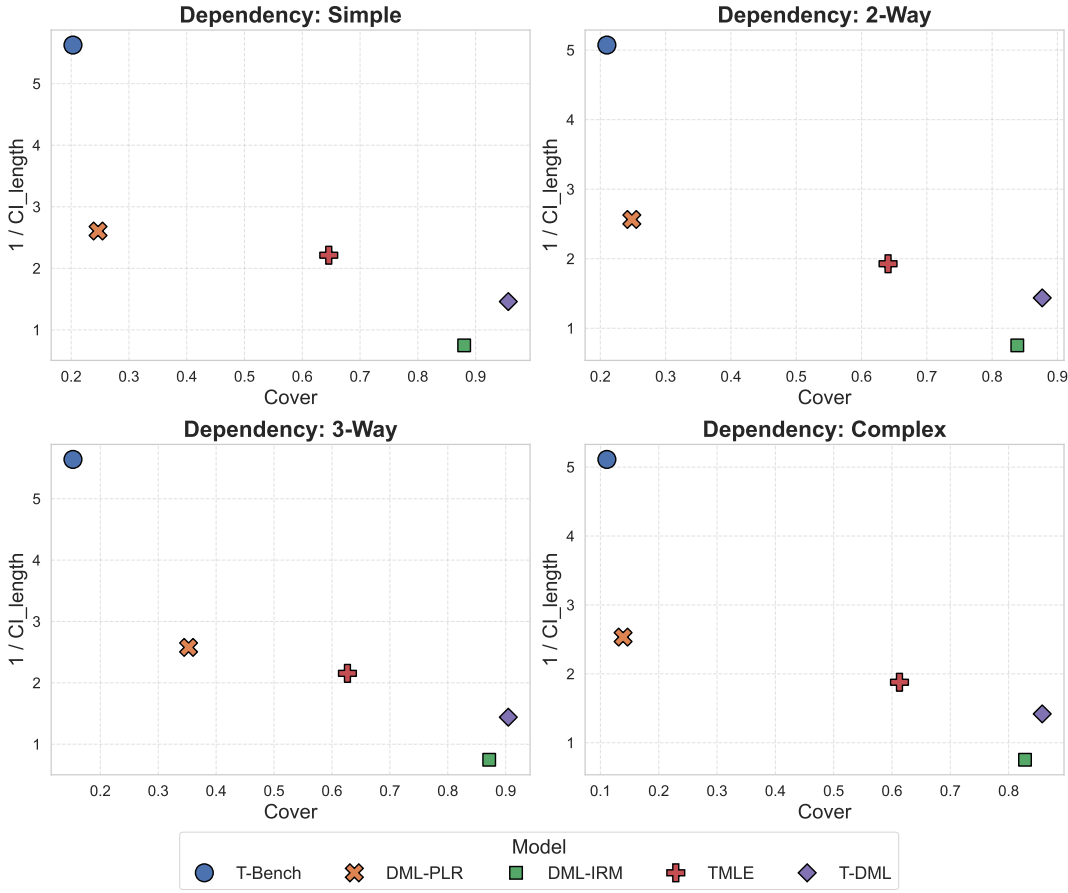 Dependency: Simple
1 / CI_length
5
4
3
2
1
0.2 0.3 0.4 0.5 0.6 0.7 0.8 0.9
Cover
Dependency: 2-Way
1 / CI_length
5
4
3
2
1
0.2 0.3 0.4 0.5 0.6 0.7 0.8 0.9
Cover
Dependency: 3-Way
1 / CI_length
5
4
3
2
1
0.2 0.3 0.4 0.5 0.6 0.7 0.8 0.9
Cover
Dependency: Complex
1 / CI_length
5
4
3
2
1
0.1 0.2 0.3 0.4 0.5 0.6 0.7 0.8
Cover
Model
T-Bench DML-PLR DML-IRM TMLE T-DML